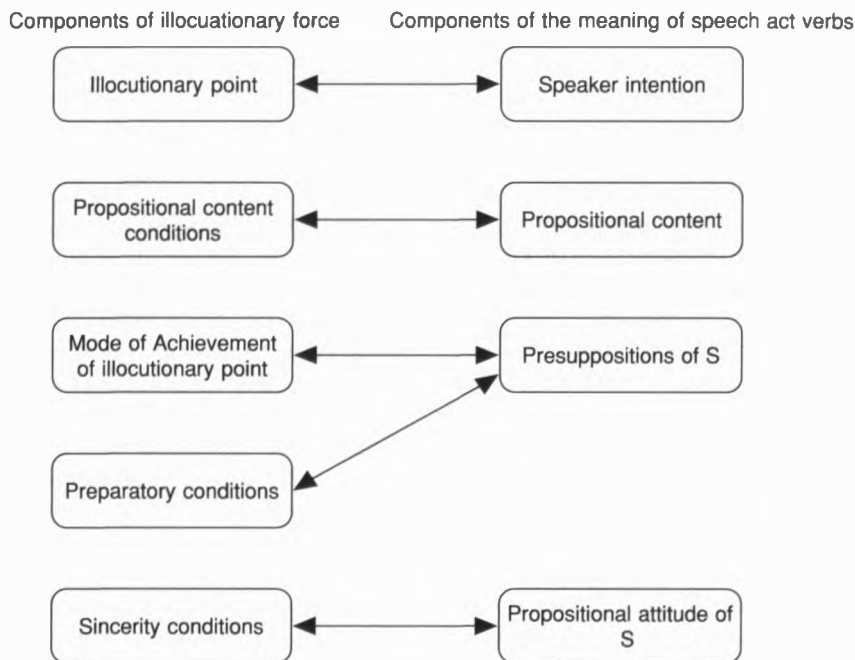 Components of illocuationary force
Components of the meaning of speech act verbs
Illocutionary point
Speaker intention
Propositional content
conditions
Propositional content
Mode of Achievement
of illocutionary point
Presuppositions of S
Preparatory conditions
Sincerity conditions
Propositional attitude of
S